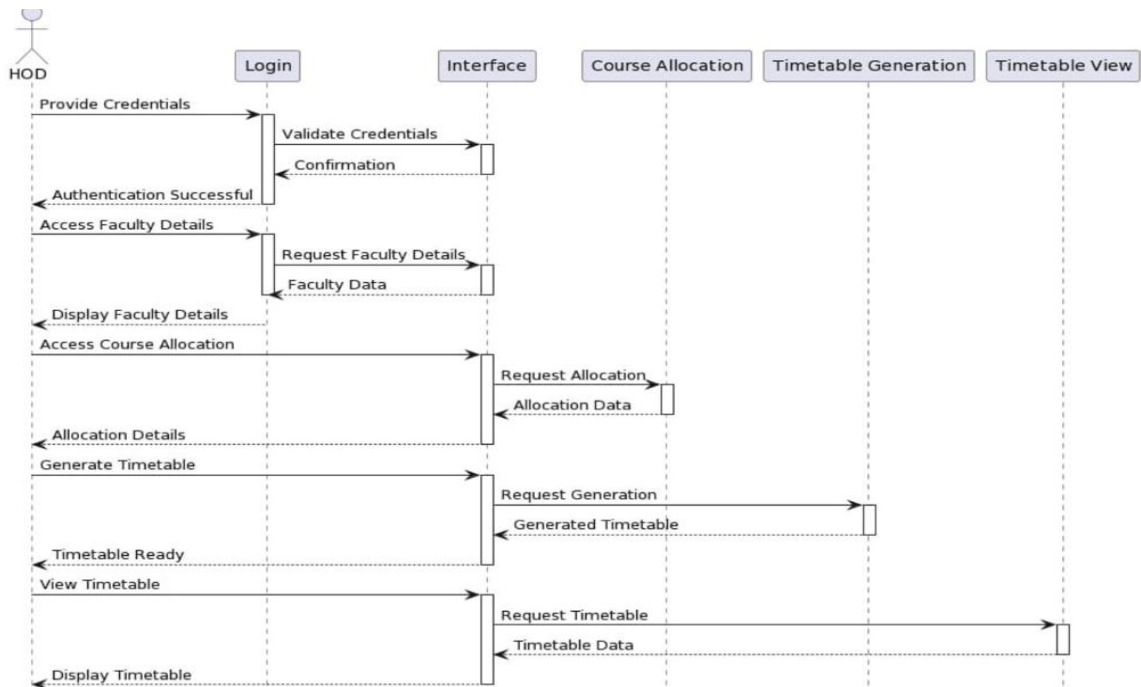 HOD
Login
Interface
Course Allocation
Timetable Generation
Timetable View
Provide Credentials
Validate Credentials
Confirmation
Authentication Successful
Access Faculty Details
Request Faculty Details
Faculty Data
Display Faculty Details
Access Course Allocation
Request Allocation
Allocation Data
Allocation Details
Generate Timetable
Request Generation
Generated Timetable
Timetable Ready
View Timetable
Request Timetable
Timetable Data
Display Timetable